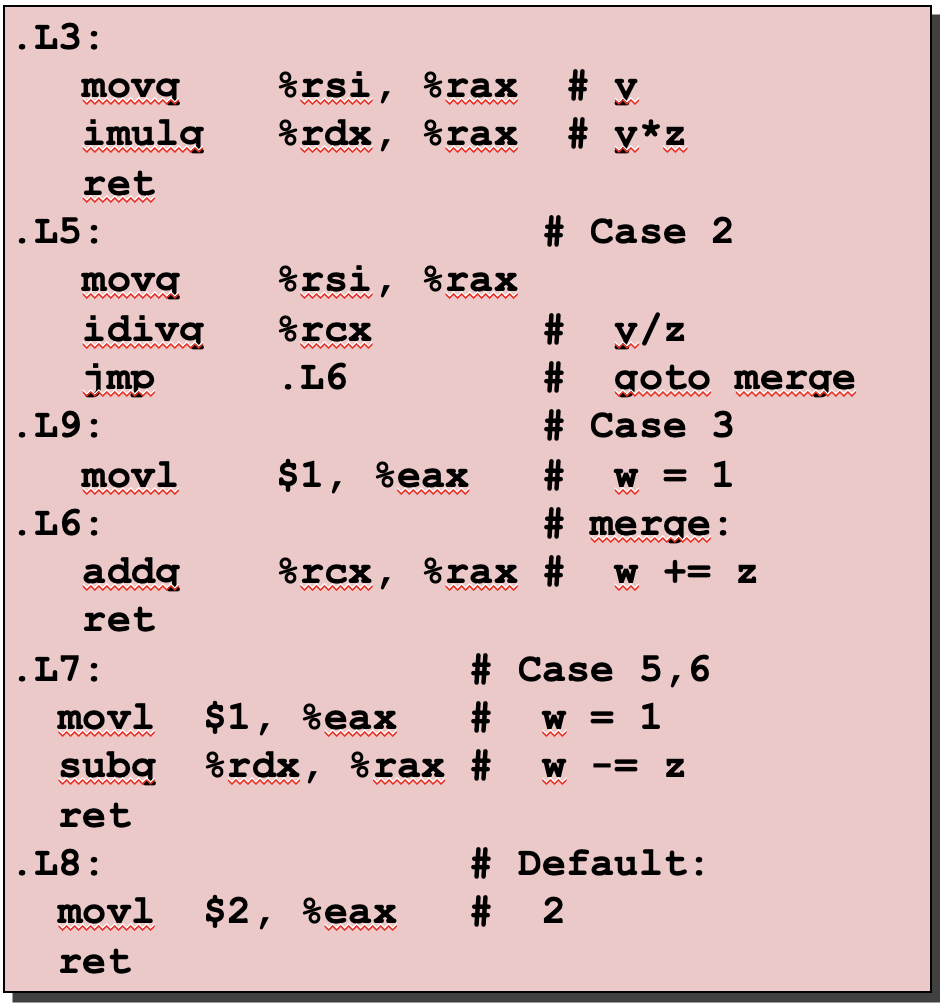 .L3:
movq %rsi, %rax # v
imulq %rdx, %rax # v*z
ret
.L5: # Case 2
movq %rsi, %rax
idivq %rcx # v/z
jmp .L6 # goto merge
.L9: # Case 3
movl $1, %eax # w = 1
.L6: # merge:
addq %rcx, %rax # w += z
ret
.L7: # Case 5,6
movl $1, %eax # w = 1
subq %rdx, %rax # w -= z
ret
.L8: # Default:
movl $2, %eax # 2
ret